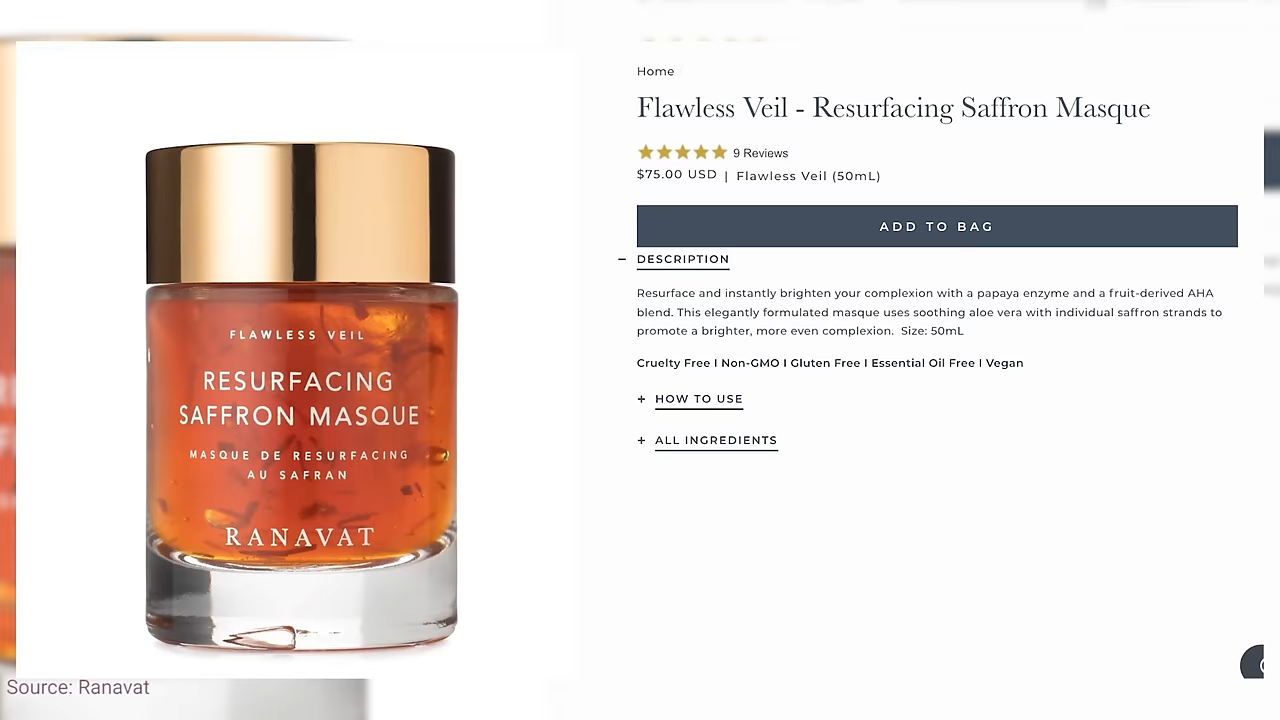 FLAWLESS VEIL
RESURFACING
SAFFRON MASQUE
MASQUE DE RESURFACING
AU SAFRAN
RANAVAT
Source: Ranavat
Home
Flawless Veil - Resurfacing Saffron Masque
9 Reviews
$75.00 USD | Flawless Veil (50mL)
ADD TO BAG
− DESCRIPTION
Resurface and instantly brighten your complexion with a papaya enzyme and a fruit-derived AHA
blend. This elegantly formulated masque uses soothing aloe vera with individual saffron strands to
promote a brighter, more even complexion. Size: 50mL
Cruelty Free I Non-GMO I Gluten Free I Essential Oil Free I Vegan
+ HOW TO USE
+ ALL INGREDIENTS